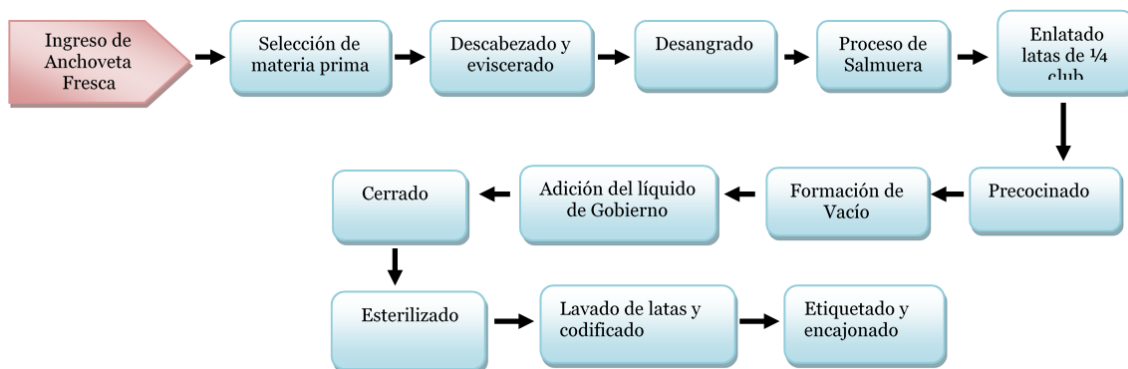 Ingreso de
Anchoveta
Fresca
Selección de
materia prima
Descabezado y
eviscerado
Desangrado
Proceso de
Salmuera
Enlatado
latas de ¼
club
Precocinado
Formación de
Vacío
Adición del líquido
de Gobierno
Cerrado
Esterilizado
Lavado de latas y
codificado
Etiquetado y
encajonado